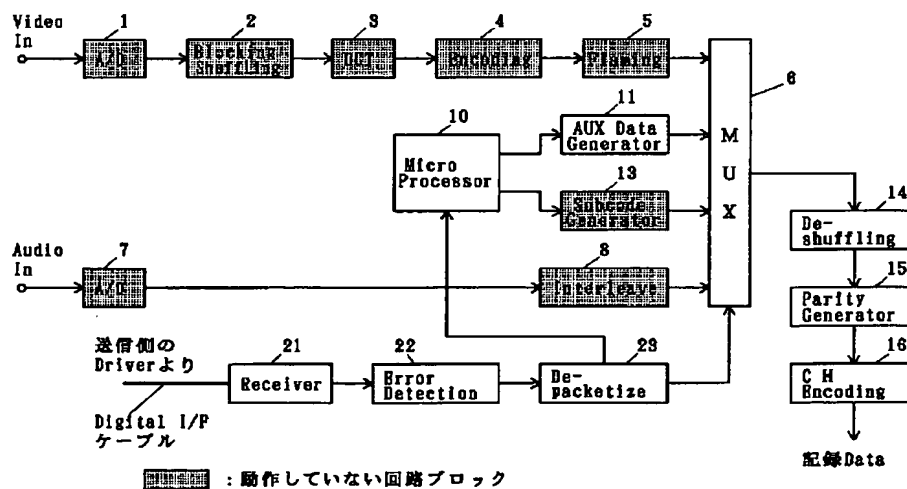 Video
In
1
2
3
4
5
A/D
Blocking
Shuffling
DCT
Encoding
Flaming
6
M
U
X
10
Micro
Processor
11
AUX Data
Generator
13
Subcode
Generator
14
De-
shuffling
Audio
In
7
A/D
8
Interleave
15
Parity
Generator
送信側の
Driverより
21
Receiver
22
Error
Detection
23
De-
packetize
16
C H
Encoding
Digital I/F
ケーブル
記録Data
:動作していない回路ブロック